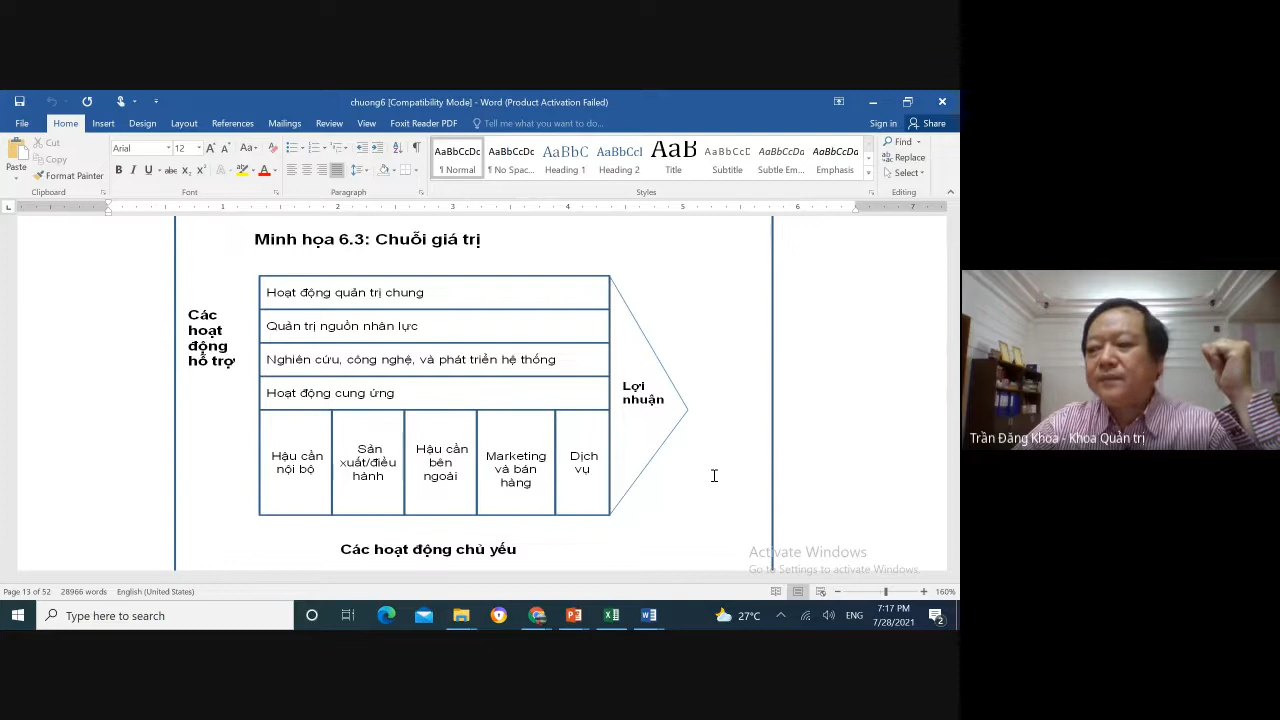 chuong6 [Compatibility Mode] - Word (Product Activation Failed)
File Home Insert Design Layout References Mailings Review View Foxit Reader PDF Tell me what you want to do... Sign in Share
Paste
Cut
Copy
Format Painter
Clipboard
Arial 12
Font
Paragraph
AaBbCcDc AaBbCcDc AaBbC AaBbCcI AaB AaBbCcC AaBbCcDa AaBbCcDa
¶ Normal ¶ No Spac... Heading 1 Heading 2 Title Subtitle Subtle Em... Emphasis
Styles
Find
Replace
Select
Editing
1 2 3 4 5 6 7
Minh họa 6.3: Chuỗi giá trị
Các
hoạt
động
hỗ trợ
Hoạt động quản trị chung
Quản trị nguồn nhân lực
Nghiên cứu, công nghệ, và phát triển hệ thống
Hoạt động cung ứng
Lợi
nhuận
Hậu cần
nội bộ
Sản
xuất/điều
hành
Hậu cần
bên
ngoài
Marketing
và bán
hàng
Dịch
vụ
Các hoạt động chủ yếu
Activate Windows
Go to Settings to activate Windows.
Page 13 of 52 28966 words English (United States) 160%
Type here to search
27°C ENG
7:17 PM
7/28/2021
2
Trần Đăng Khoa - Khoa Quản trị